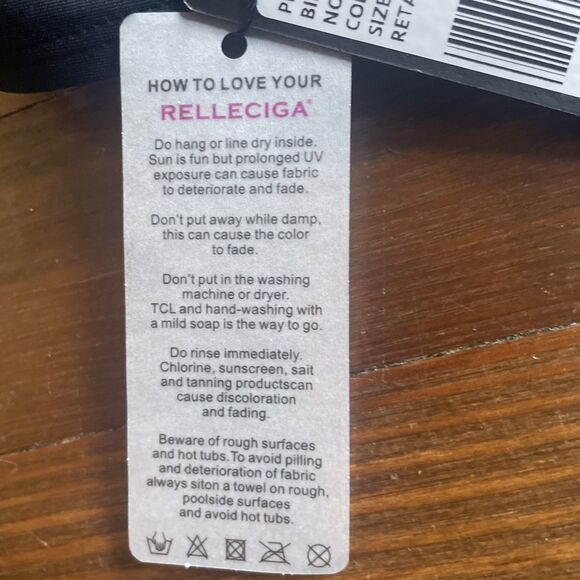 HOW TO LOVE YOUR
RELLECIGA®
Do hang or line dry inside.
Sun is fun but prolonged UV
exposure can cause fabric
to deteriorate and fade.
Don't put away while damp,
this can cause the color
to fade.
Don't put in the washing
machine or dryer.
TCL and hand-washing with
a mild soap is the way to go.
Do rinse immediately.
Chlorine, sunscreen, sait
and tanning productscan
cause discoloration
and fading.
Beware of rough surfaces
and hot tubs.To avoid pilling
and deterioration of fabric
always siton a towel on rough,
poolside surfaces
and avoid hot tubs.
BI
NO
CO
SIZE
RETA